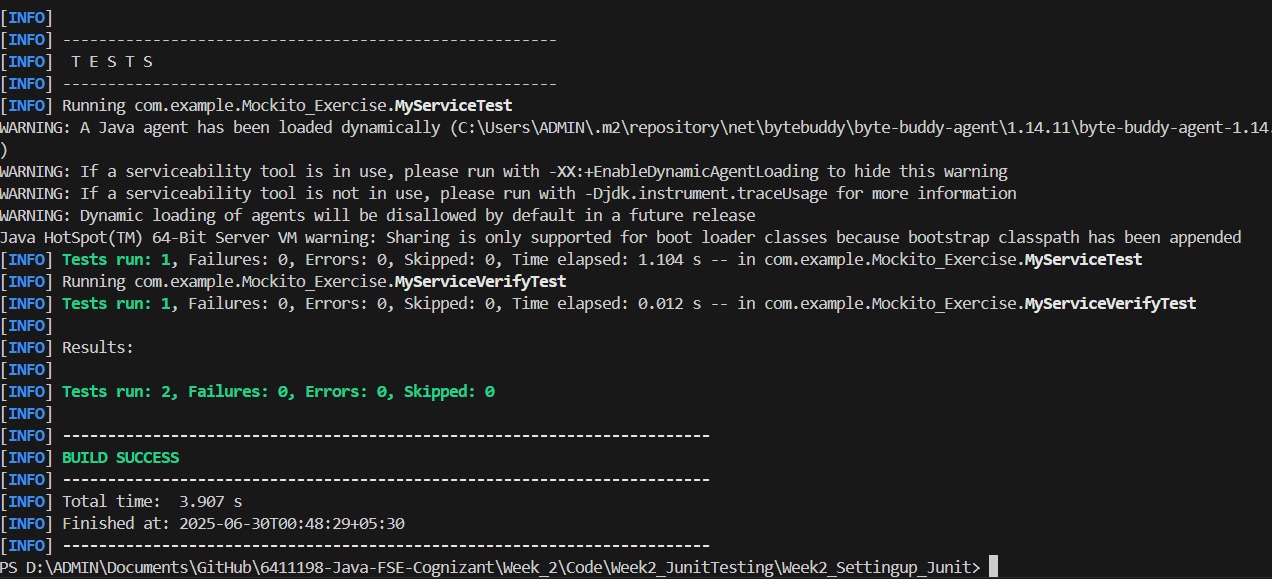 [INFO]
[INFO] -------------------------------------------------------
[INFO]  T E S T S
[INFO] -------------------------------------------------------
[INFO] Running com.example.Mockito_Exercise.MyServiceTest
WARNING: A Java agent has been loaded dynamically (C:\Users\ADMIN\.m2\repository\net\bytebuddy\byte-buddy-agent\1.14.11\byte-buddy-agent-1.14.
)
WARNING: If a serviceability tool is in use, please run with -XX:+EnableDynamicAgentLoading to hide this warning
WARNING: If a serviceability tool is not in use, please run with -Djdk.instrument.traceUsage for more information
WARNING: Dynamic loading of agents will be disallowed by default in a future release
Java HotSpot(TM) 64-Bit Server VM warning: Sharing is only supported for boot loader classes because bootstrap classpath has been appended
[INFO] Tests run: 1, Failures: 0, Errors: 0, Skipped: 0, Time elapsed: 1.104 s -- in com.example.Mockito_Exercise.MyServiceTest
[INFO] Running com.example.Mockito_Exercise.MyServiceVerifyTest
[INFO] Tests run: 1, Failures: 0, Errors: 0, Skipped: 0, Time elapsed: 0.012 s -- in com.example.Mockito_Exercise.MyServiceVerifyTest
[INFO]
[INFO] Results:
[INFO]
[INFO] Tests run: 2, Failures: 0, Errors: 0, Skipped: 0
[INFO]
[INFO] ------------------------------------------------------------------------
[INFO] BUILD SUCCESS
[INFO] ------------------------------------------------------------------------
[INFO] Total time:  3.907 s
[INFO] Finished at: 2025-06-30T00:48:29+05:30
[INFO] ------------------------------------------------------------------------
PS D:\ADMIN\Documents\GitHub\6411198-Java-FSE-Cognizant\Week_2\Code\Week2_JunitTesting\Week2_Settingup_Junit>